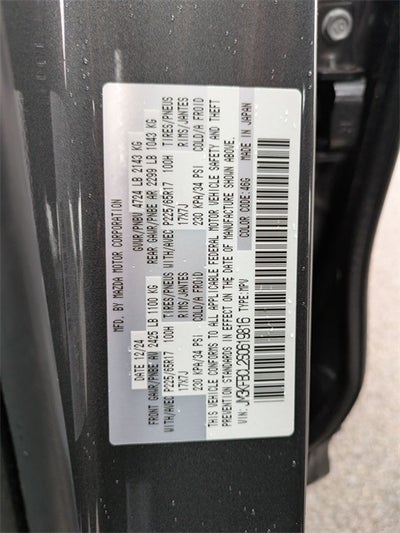 MFD. BY MAZDA MOTOR CORPORATION
DATE: 12/24 GVWR/PNBV 4724 LB 2143 KG
FRONT GAWR/PNBE AV 2425 LB 1100 KG REAR GAWR/PNBE AR 2299 LB 1043 KG
WITH/AVEC P225/65R17 100H TIRES/PNEUS WITH/AVEC P225/65R17 100H TIRES/PNEUS
17X7J RIMS/JANTES 17X7J RIMS/JANTES
230 KPA/34 PSI COLD/A FROID 230 KPA/34 PSI COLD/A FROID
THIS VEHICLE CONFORMS TO ALL APPLICABLE FEDERAL MOTOR VEHICLE SAFETY AND THEFT
PREVENTION STANDARDS IN EFFECT ON THE DATE OF MANUFACTURE SHOWN ABOVE.
COLOR CODE:46G MADE IN JAPAN
VIN: JM3KFBCL2S0619816 TYPE:MPV